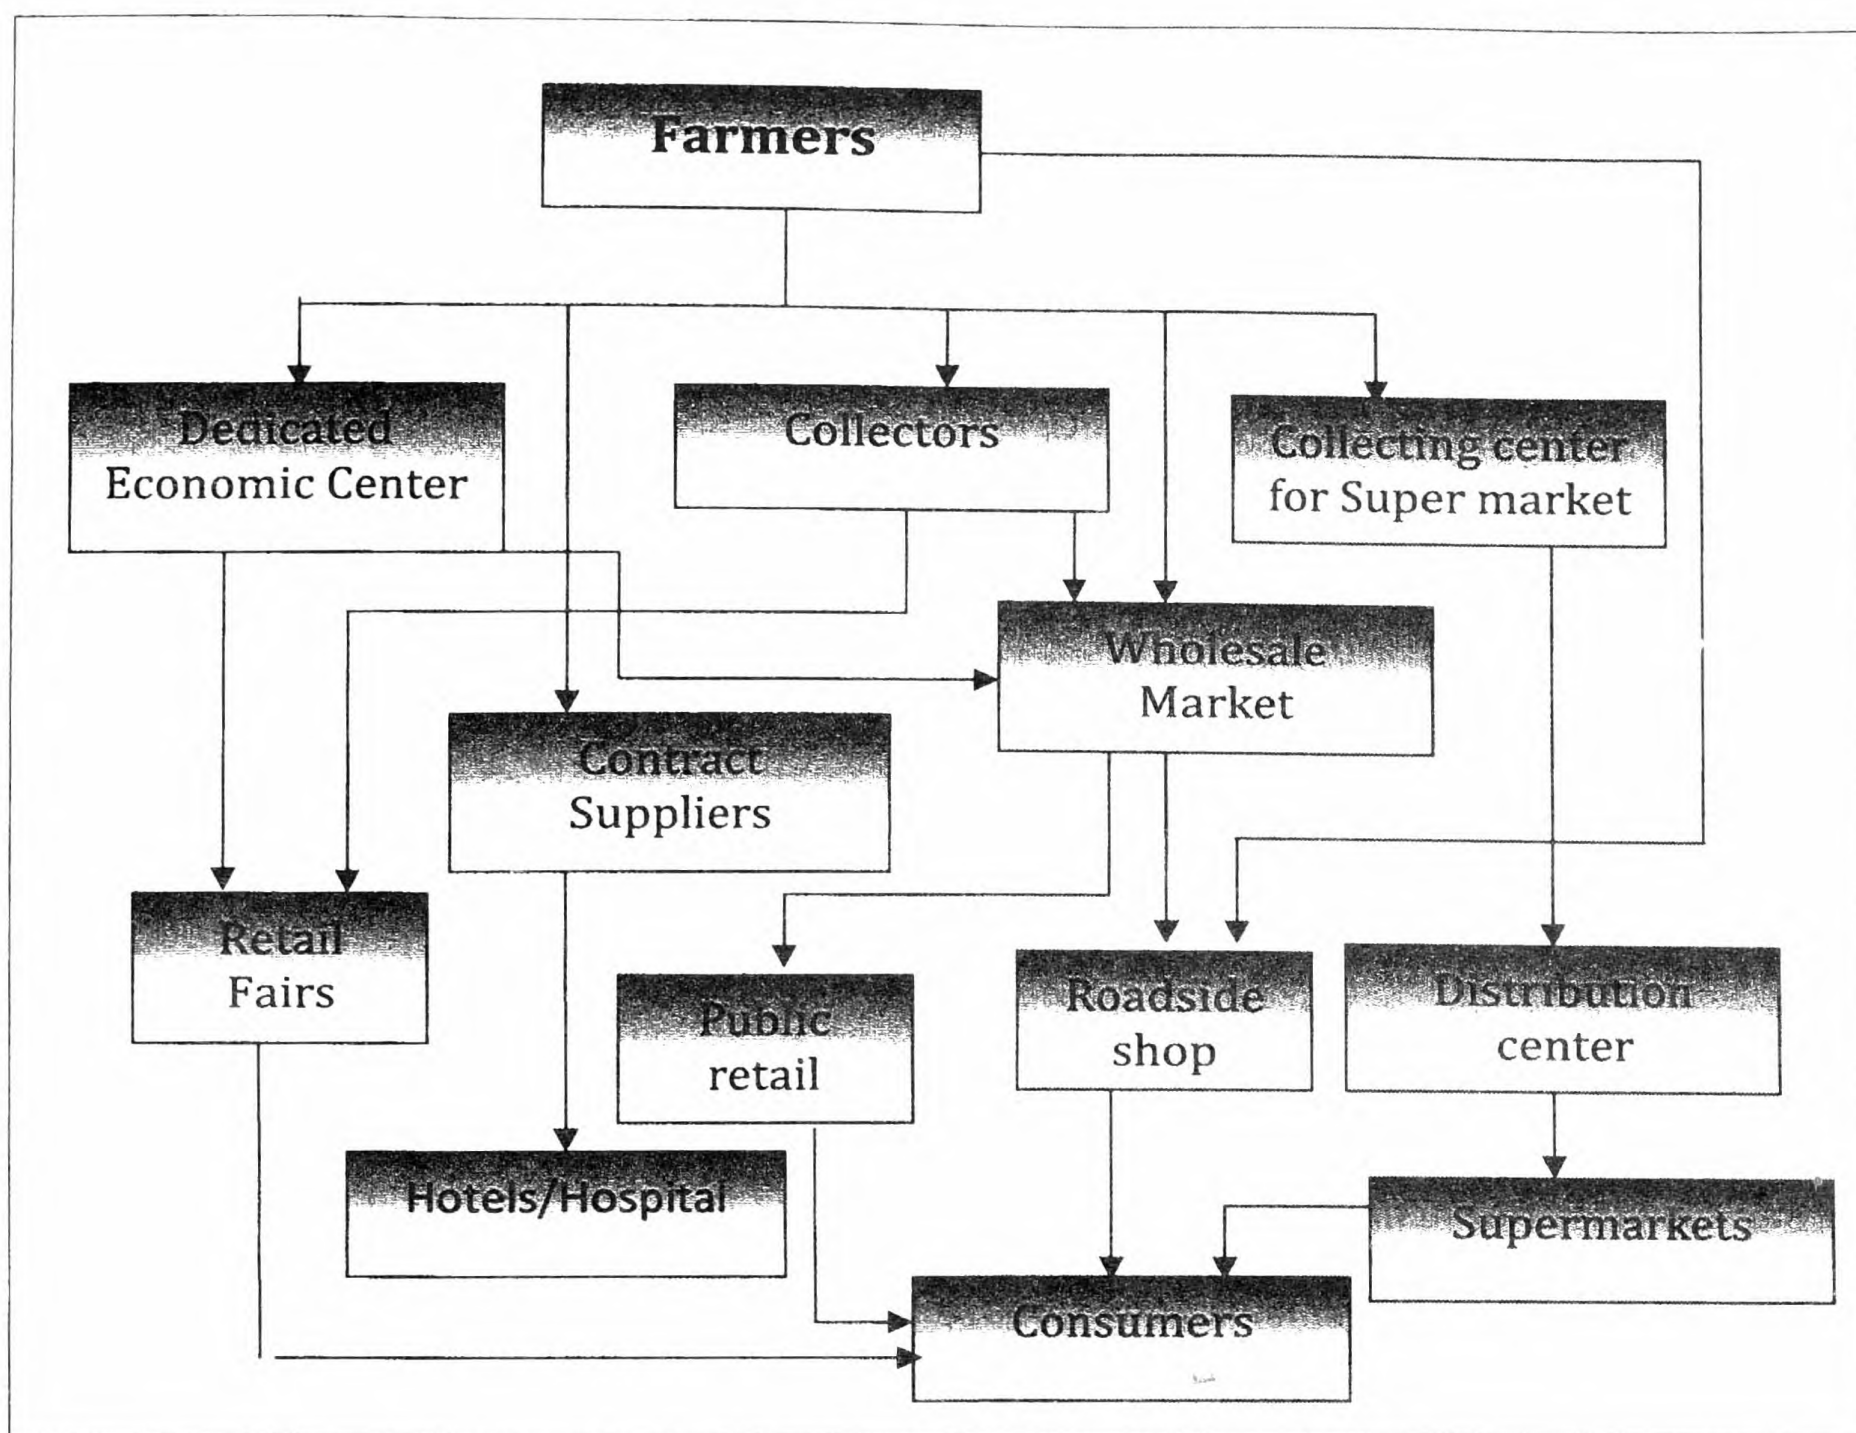 Farmers
Dedicated
Economic Center
Collectors
Collecting center
for Super market
Wholesale
Market
Contract
Suppliers
Retail
Fairs
Public
retail
Roadside
shop
Distribution
center
Hotels/Hospital
Supermarkets
Consumers